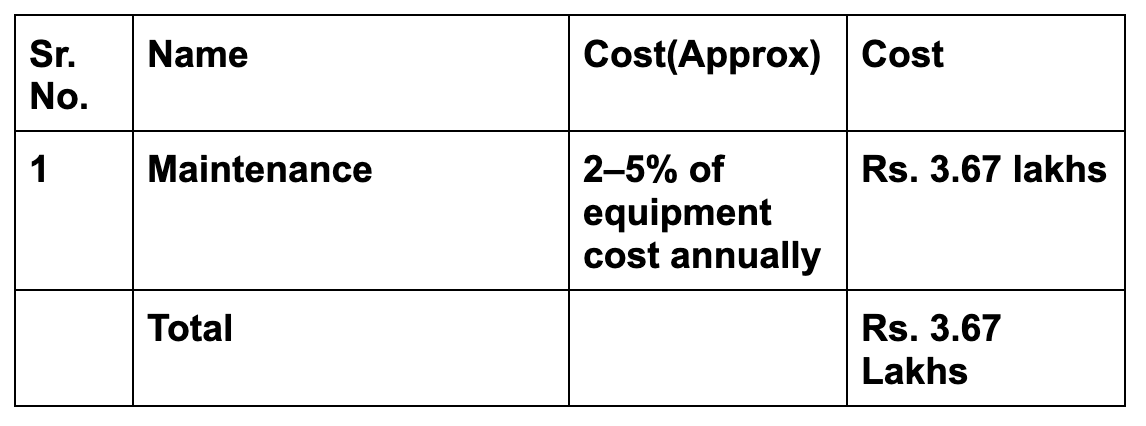 Sr.
No.
Name
Cost(Approx)
Cost
1
Maintenance
2–5% of
equipment
cost annually
Rs. 3.67 lakhs
Total
Rs. 3.67
Lakhs